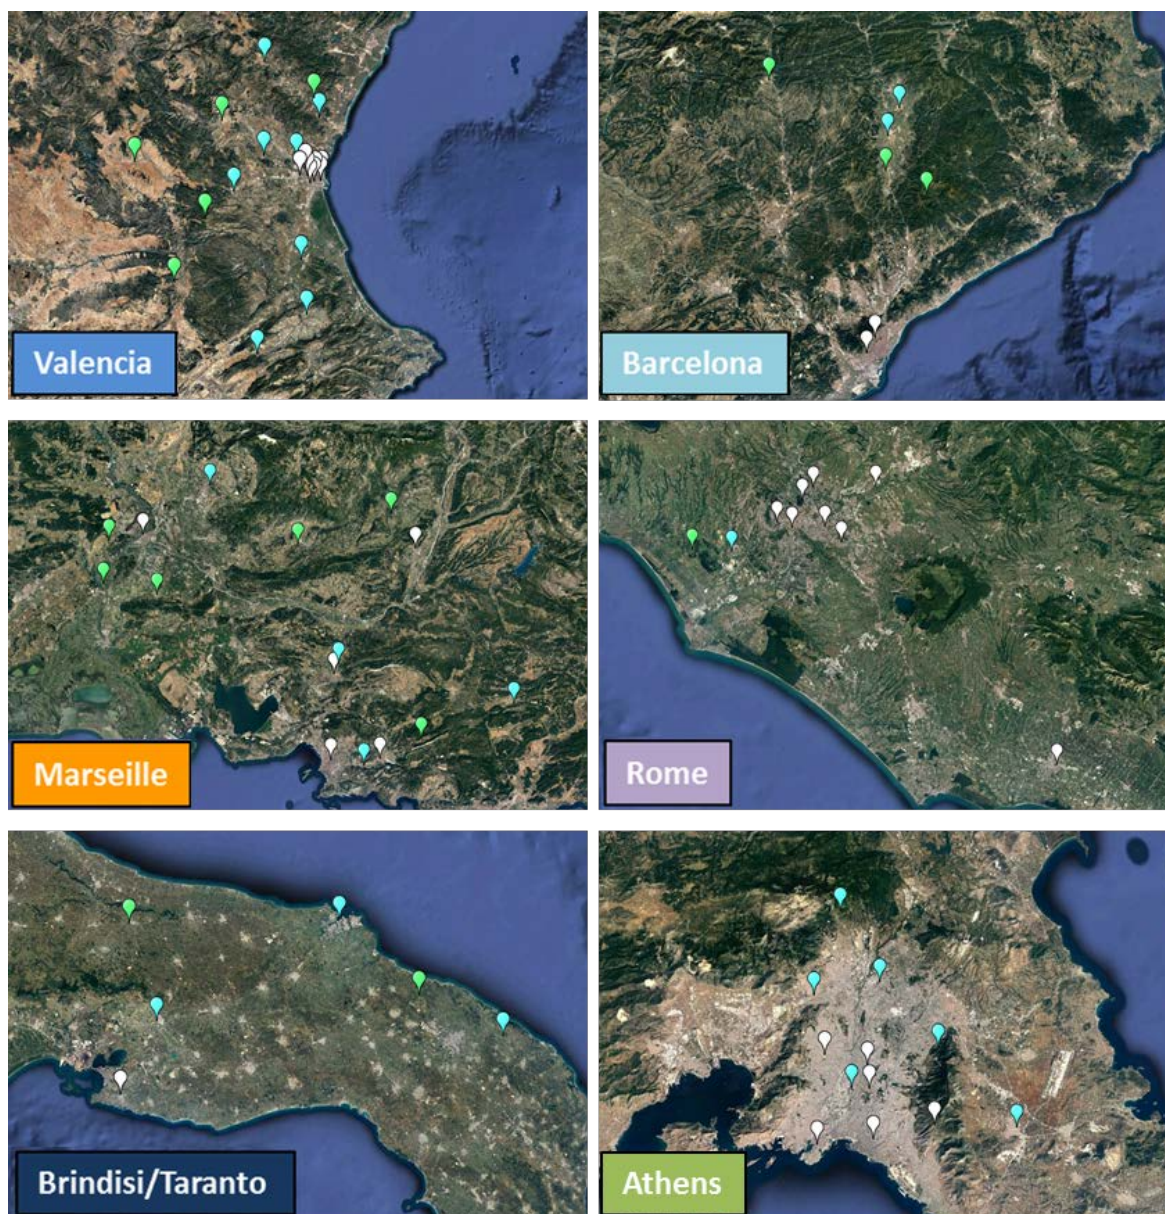 Valencia
Barcelona
Marseille
Rome
Brindisi/Taranto
Athens